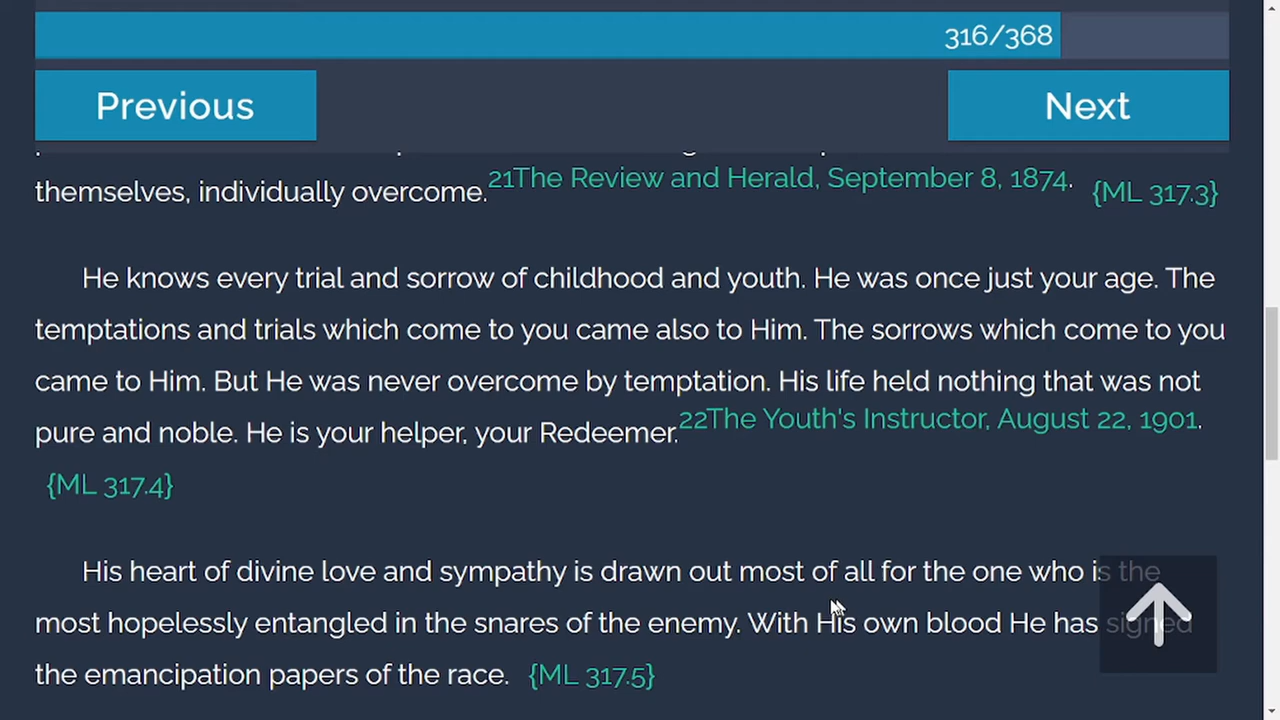 316/368
Previous
Next
themselves, individually overcome.21The Review and Herald, September 8, 1874. {ML 317.3}
He knows every trial and sorrow of childhood and youth. He was once just your age. The
temptations and trials which come to you came also to Him. The sorrows which come to you
came to Him. But He was never overcome by temptation. His life held nothing that was not
pure and noble. He is your helper, your Redeemer.22The Youth's Instructor, August 22, 1901.
{ML 317.4}
His heart of divine love and sympathy is drawn out most of all for the one who is the
most hopelessly entangled in the snares of the enemy. With His own blood He has signed
the emancipation papers of the race. {ML 317.5}